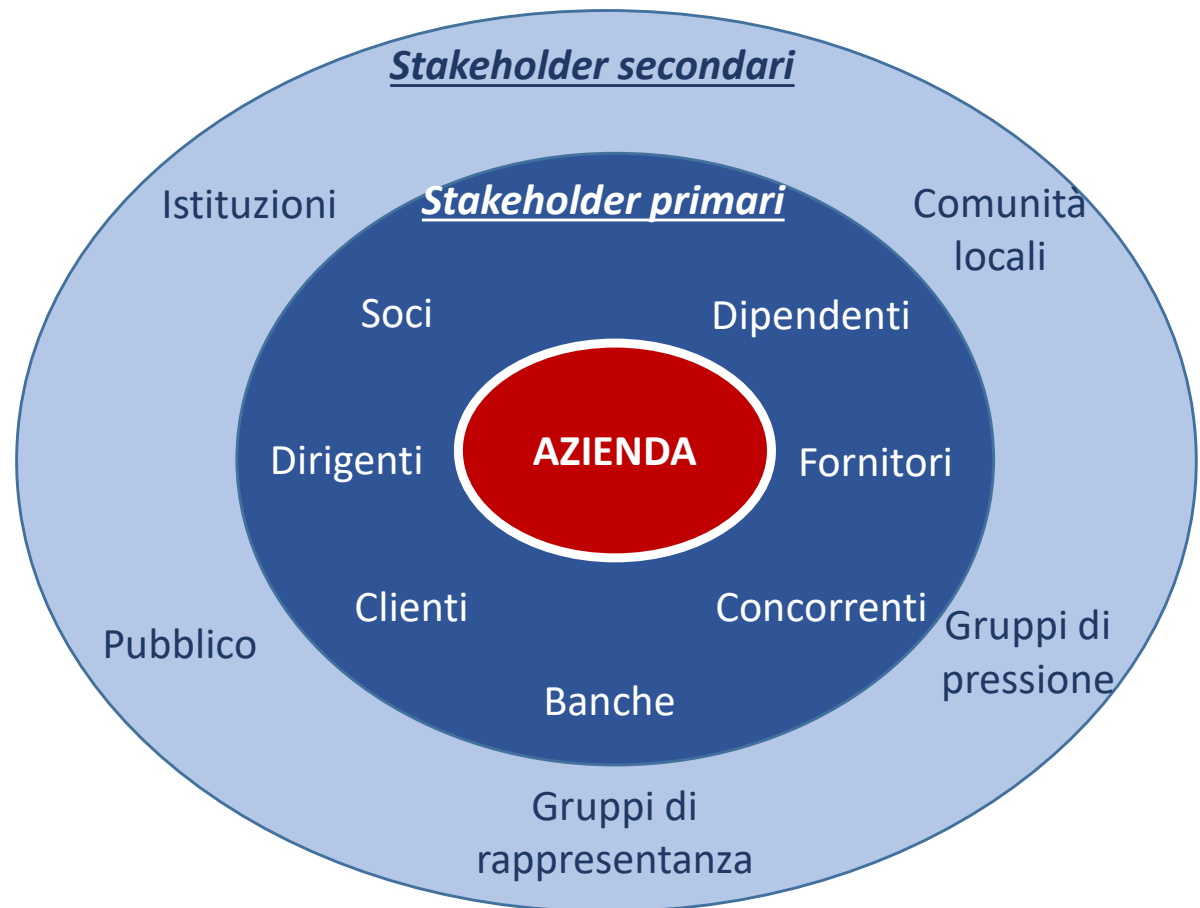 Stakeholder secondari
Istituzioni
Stakeholder primari
Comunità
locali
Soci
Dipendenti
Dirigenti
AZIENDA
Fornitori
Clienti
Concorrenti
Pubblico
Gruppi di
pressione
Banche
Gruppi di
rappresentanza